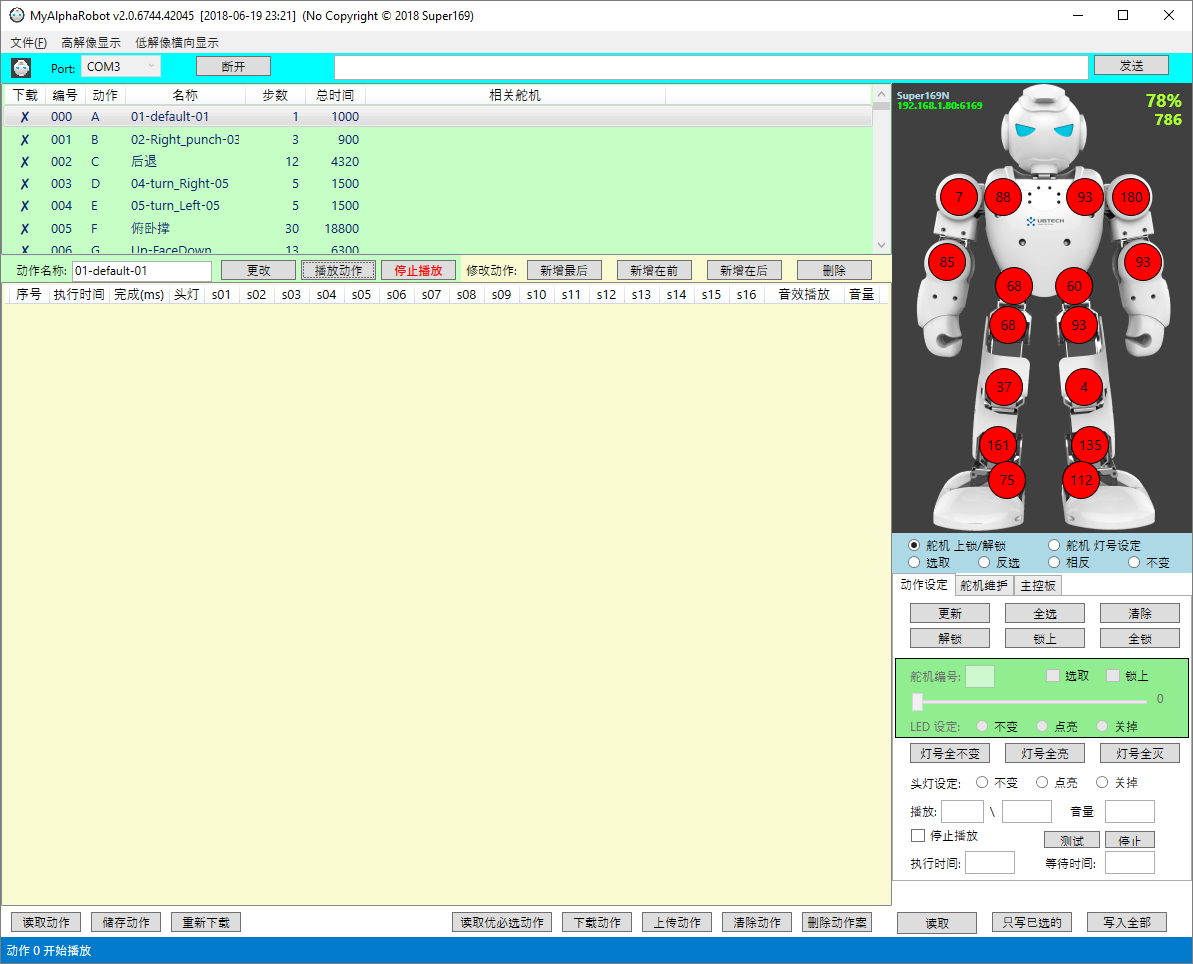 MyAlphaRobot v2.0.6744.42045 [2018-06-19 23:21] (No Copyright © 2018 Super169)
文件(F) 高解像显示 低解像横向显示
Port: COM3 断开 发送
下载 编号 动作 名称 步数 总时间 相关舵机
✗ 000 A 01-default-01 1 1000
✗ 001 B 02-Right_punch-03 3 900
✗ 002 C 后退 12 4320
✗ 003 D 04-turn_Right-05 5 1500
✗ 004 E 05-turn_Left-05 5 1500
✗ 005 F 俯卧撑 30 18800
✗ 006 G Up-FaceDown 13 6300
动作名称: 01-default-01 更改 播放动作 停止播放 修改动作: 新增最后 新增在前 新增在后 删除
序号 执行时间 完成(ms) 头灯 s01 s02 s03 s04 s05 s06 s07 s08 s09 s10 s11 s12 s13 s14 s15 s16 音效播放 音量
Super169N 78%
192.168.1.80:6169 786
7 88 93 180
UBTECH
85 93
68 60
68 93
37 4
161 135
75 112
舵机 上锁/解锁 舵机 灯号设定
选取 反选 相反 不变
动作设定 舵机维护 主控板
更新 全选 清除
解锁 锁上 全锁
舵机编号: 选取 锁上
0
LED 设定: 不变 点亮 关掉
灯号全不变 灯号全亮 灯号全灭
头灯设定: 不变 点亮 关掉
播放: \ 音量
停止播放 测试 停止
执行时间: 等待时间:
读取动作 储存动作 重新下载 读取优必选动作 下载动作 上传动作 清除动作 删除动作案 读取 只写已选的 写入全部
动作 0 开始播放